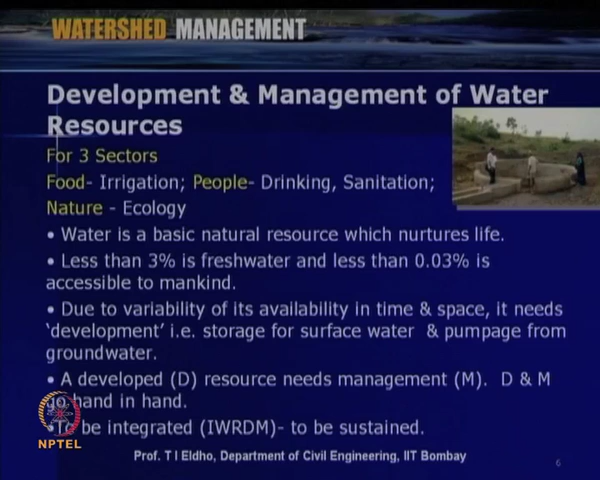 WATERSHED MANAGEMENT
Development & Management of Water
Resources
For 3 Sectors
Food- Irrigation; People- Drinking, Sanitation;
Nature - Ecology
• Water is a basic natural resource which nurtures life.
• Less than 3% is freshwater and less than 0.03% is
accessible to mankind.
• Due to variability of its availability in time & space, it needs
‘development’ i.e. storage for surface water & pumpage from
groundwater.
• A developed (D) resource needs management (M). D & M
go hand in hand.
•To be integrated (IWRDM)- to be sustained.
NPTEL
Prof. T I Eldho, Department of Civil Engineering, IIT Bombay
6